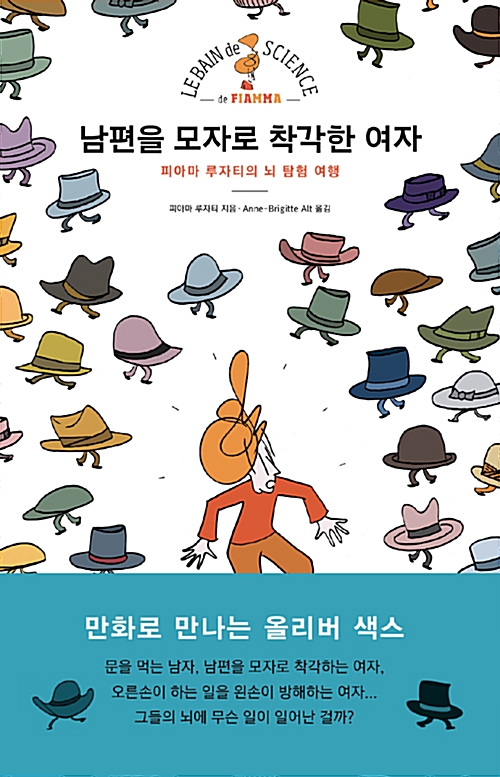 LE BAIN de SCIENCE
de FIAMMA
남편을 모자로 착각한 여자
피아마 루자티의 뇌 탐험 여행
피아마 루자티 지음 · Anne-Brigitte Alt 옮김
만화로 만나는 올리버 색스
문을 먹는 남자, 남편을 모자로 착각하는 여자,
오른손이 하는 일을 왼손이 방해하는 여자...
그들의 뇌에 무슨 일이 일어난 걸까?